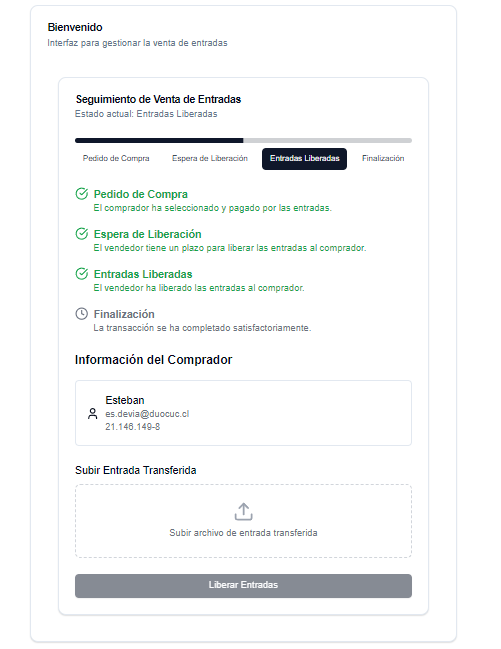 Bienvenido
Interfaz para gestionar la venta de entradas
Seguimiento de Venta de Entradas
Estado actual: Entradas Liberadas
Pedido de Compra
Espera de Liberación
Entradas Liberadas
Finalización
Pedido de Compra
El comprador ha seleccionado y pagado por las entradas.
Espera de Liberación
El vendedor tiene un plazo para liberar las entradas al comprador.
Entradas Liberadas
El vendedor ha liberado las entradas al comprador.
Finalización
La transacción se ha completado satisfactoriamente.
Información del Comprador
Esteban
es.devia@duocuc.cl
21.146.149-8
Subir Entrada Transferida
Subir archivo de entrada transferida
Liberar Entradas